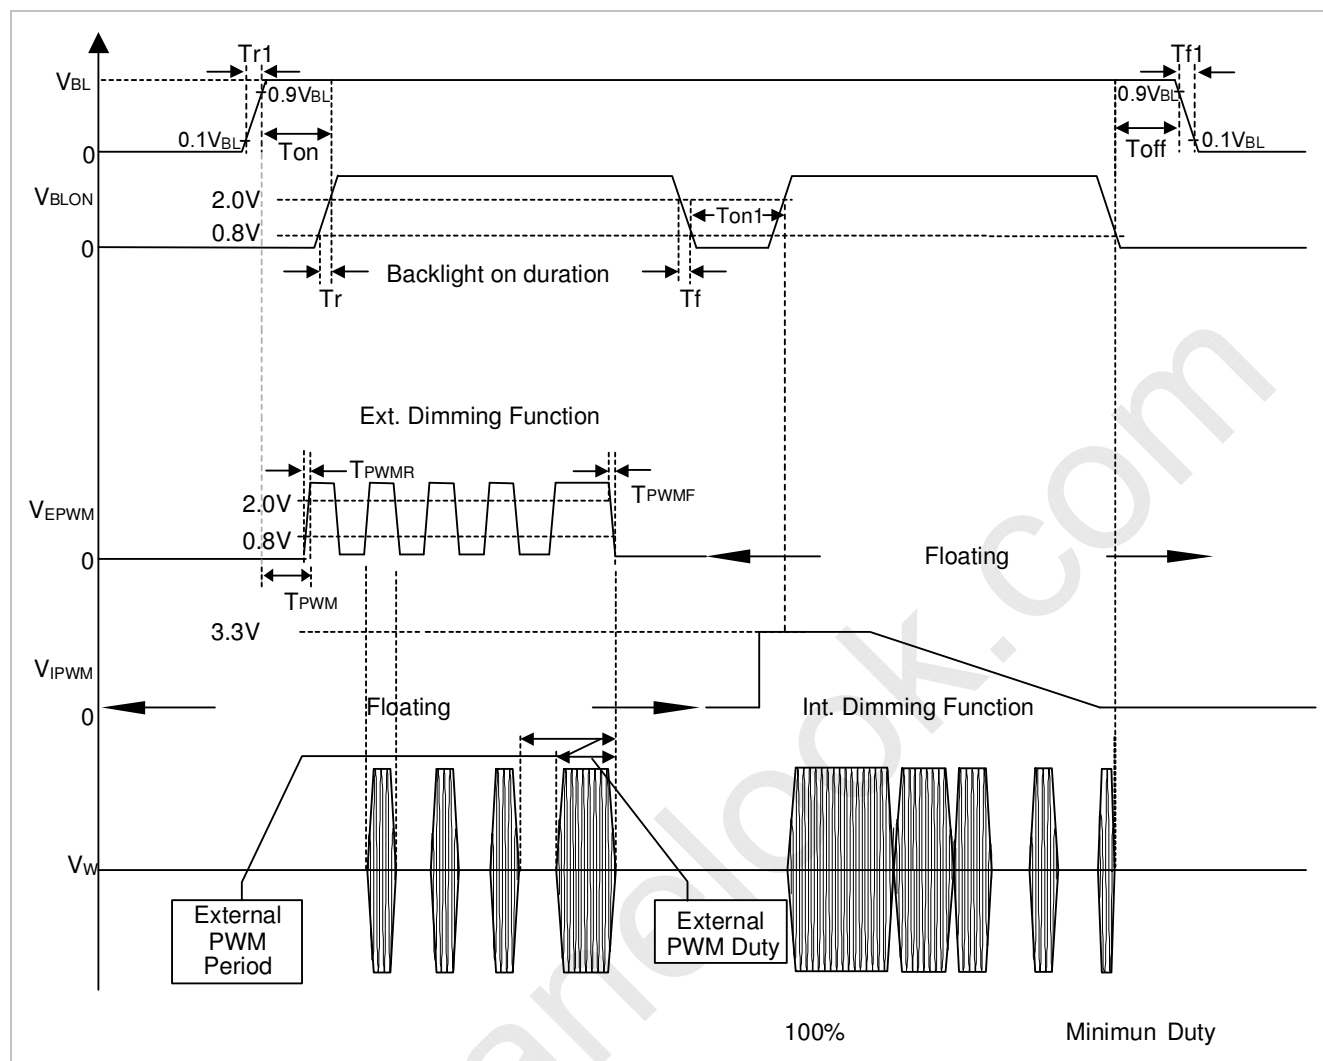 Tr1
Tf1
VBL
0.9VBL
0.9VBL
0.1VBL
Ton
Toff
0.1VBL
0
VBLON
2.0V
Ton1
0.8V
0
Backlight on duration
Tr
Tf
Ext. Dimming Function
TPWMR
TPWMF
2.0V
VEPWM
0.8V
0
Floating
TPWM
3.3V
VIPWM
0
Floating
Int. Dimming Function
VW
External
PWM
Period
External
PWM Duty
100%
Minimun Duty
anelook.com